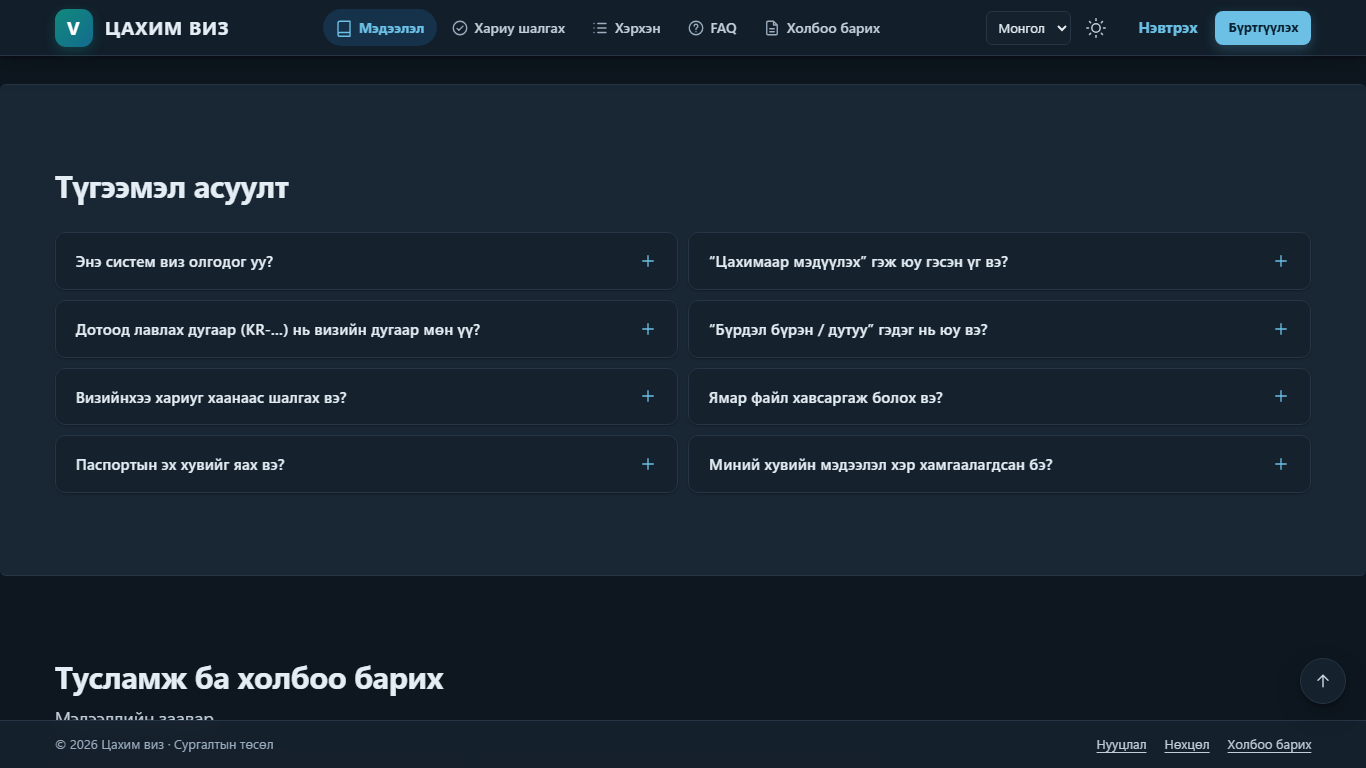 V ЦАХИМ ВИЗ Мэдээлэл Хариу шалгах Хэрхэн FAQ Холбоо барих Монгол Нэвтрэх Бүртгүүлэх
Түгээмэл асуулт
Энэ систем виз олгодог уу?
“Цахимаар мэдүүлэх” гэж юу гэсэн үг вэ?
Дотоод лавлах дугаар (KR-...) нь визийн дугаар мөн үү?
“Бүрдэл бүрэн / дутуу” гэдэг нь юу вэ?
Визийнхээ хариуг хаанаас шалгах вэ?
Ямар файл хавсаргаж болох вэ?
Паспортын эх хувийг яах вэ?
Миний хувийн мэдээлэл хэр хамгаалагдсан бэ?
Тусламж ба холбоо барих
Мэдээллийн заавар
© 2026 Цахим виз · Сургалтын төсөл
Нууцлал Нөхцөл Холбоо барих